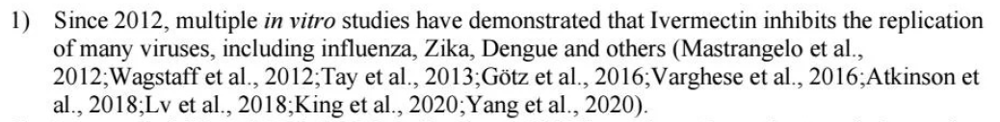 1) Since 2012, multiple in vitro studies have demonstrated that Ivermectin inhibits the replication
of many viruses, including influenza, Zika, Dengue and others (Mastrangelo et al.,
2012;Wagstaff et al., 2012;Tay et al., 2013;Götz et al., 2016;Varghese et al., 2016;Atkinson et
al., 2018;Lv et al., 2018;King et al., 2020;Yang et al., 2020).